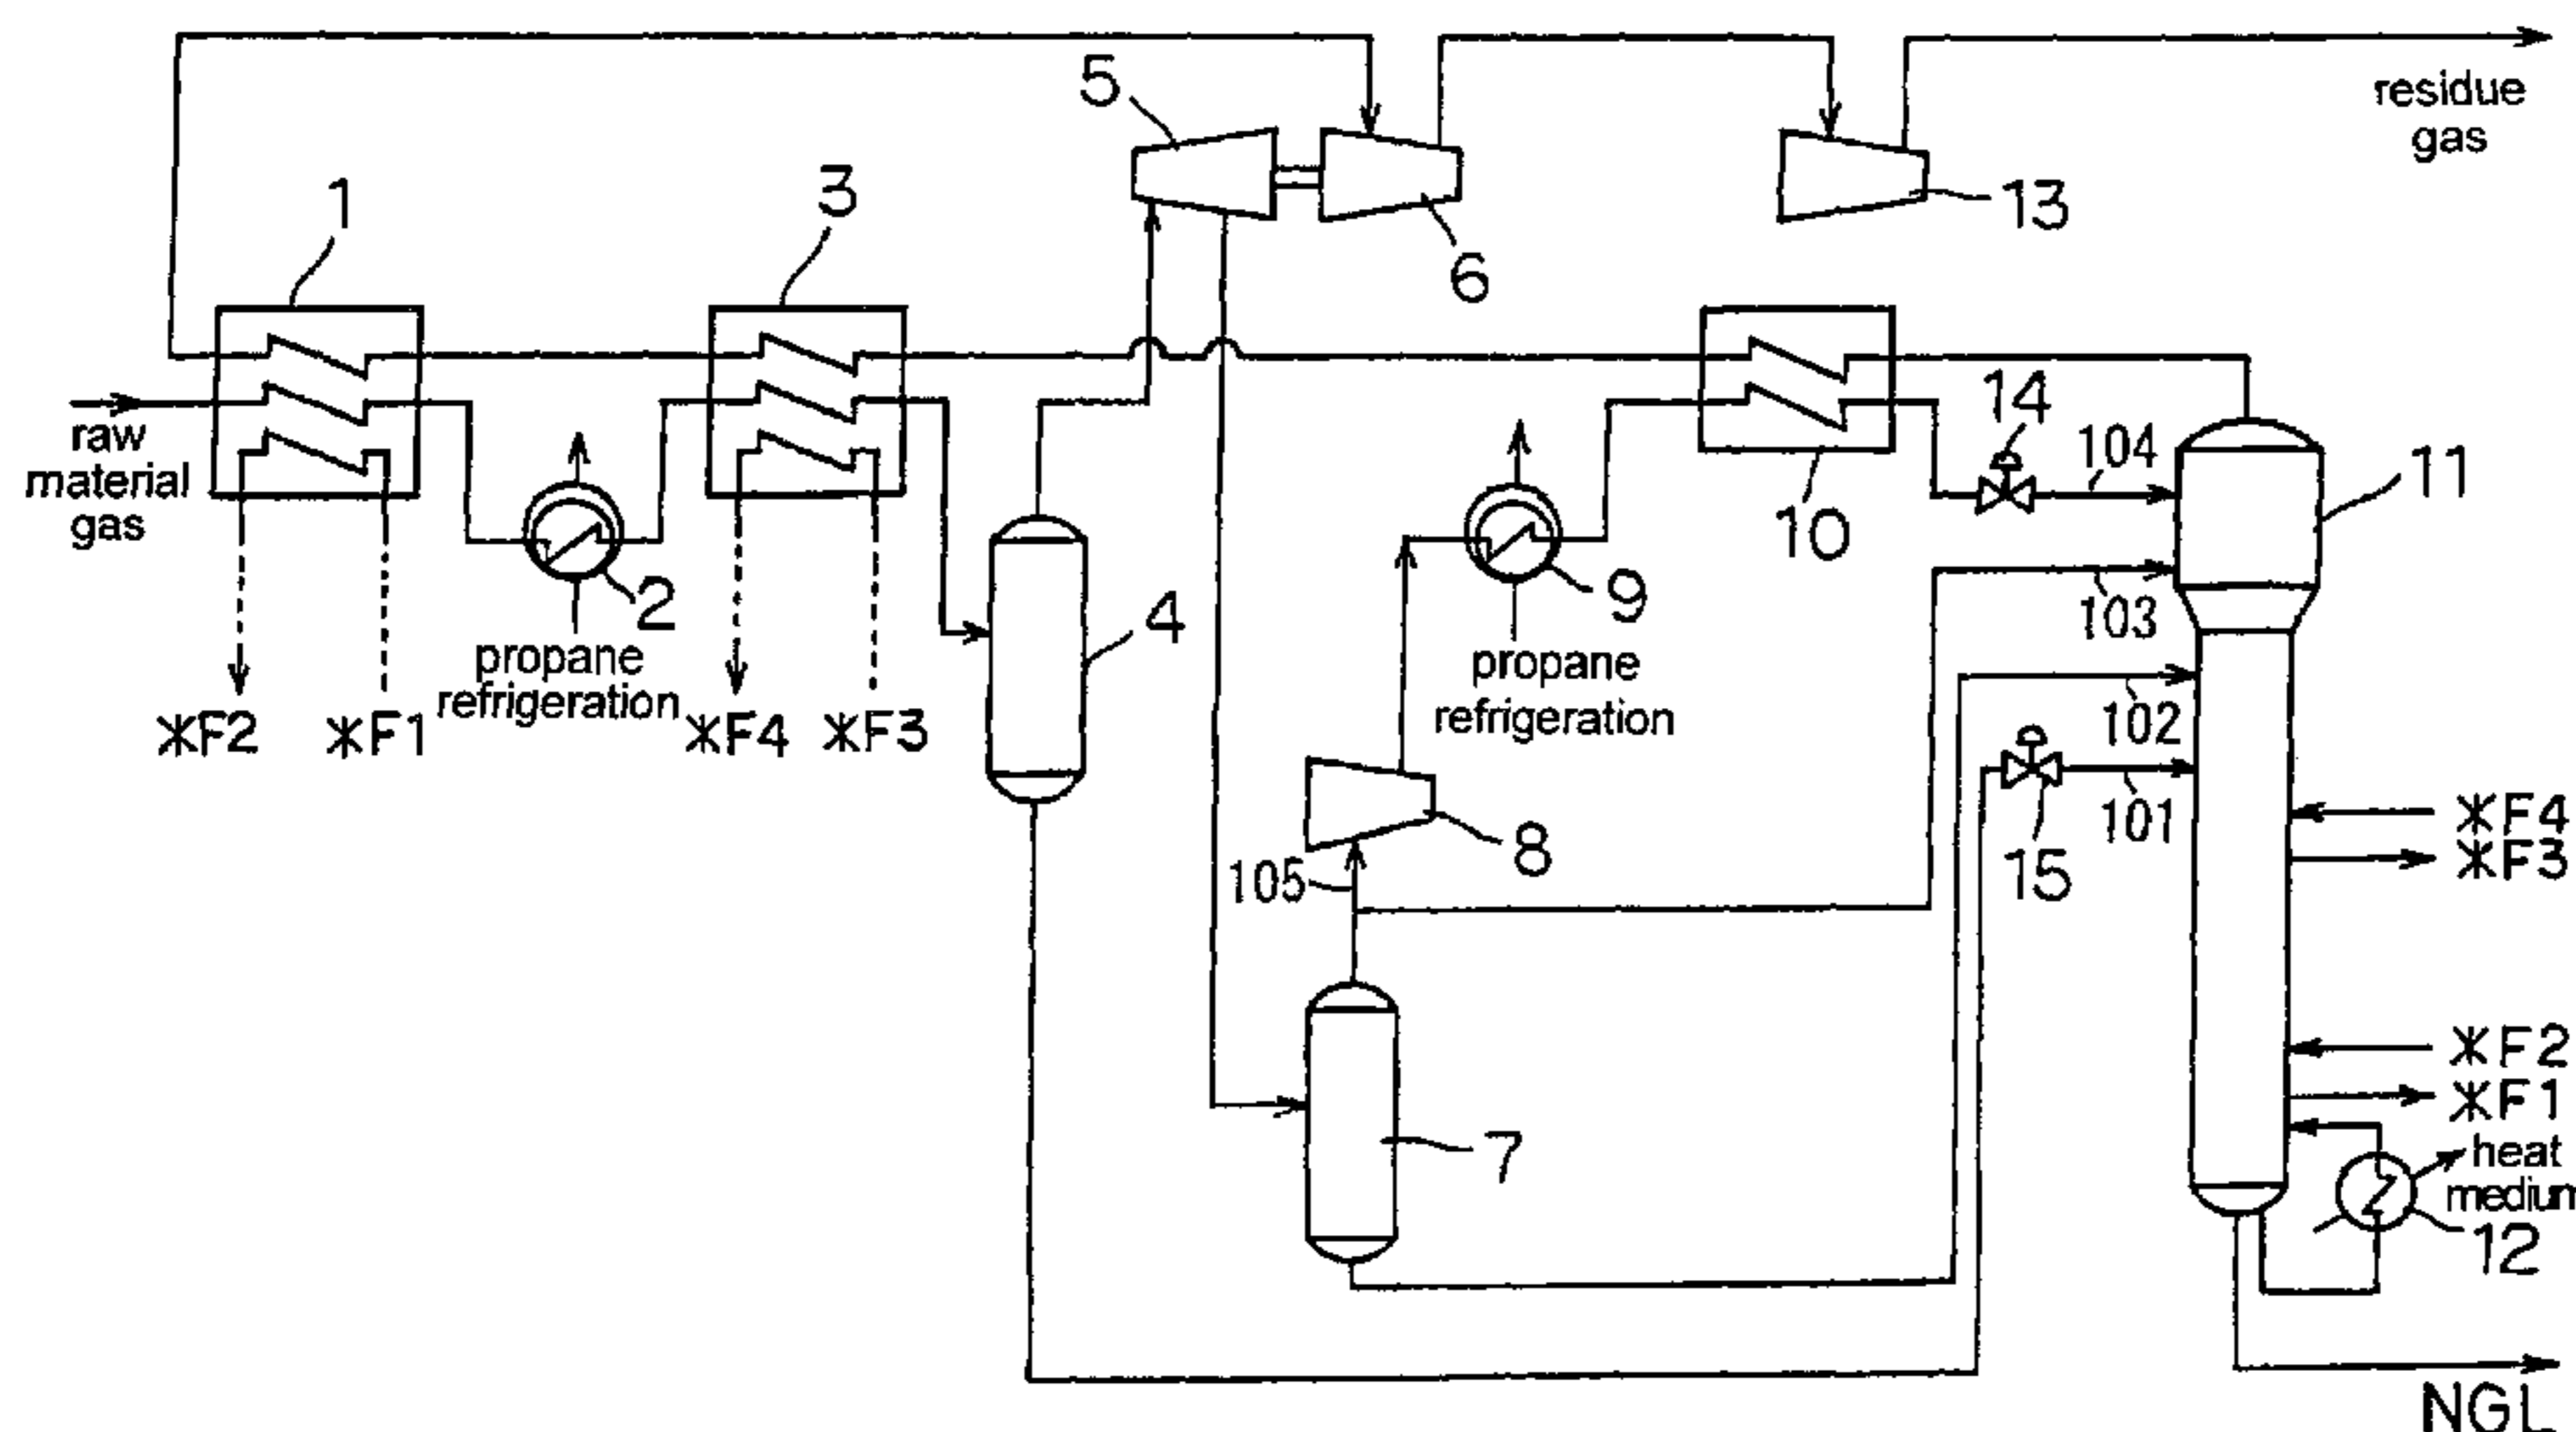 5
residue
gas
1
3
13
6
14
raw
material
gas
104
11
10
2
4
9
103
propane
refrigeration
propane
refrigeration
102
※F2
※F1
※F4
※F3
15
101
※F4
※F3
8
105
※F2
※F1
7
heat
medium
12
NGL